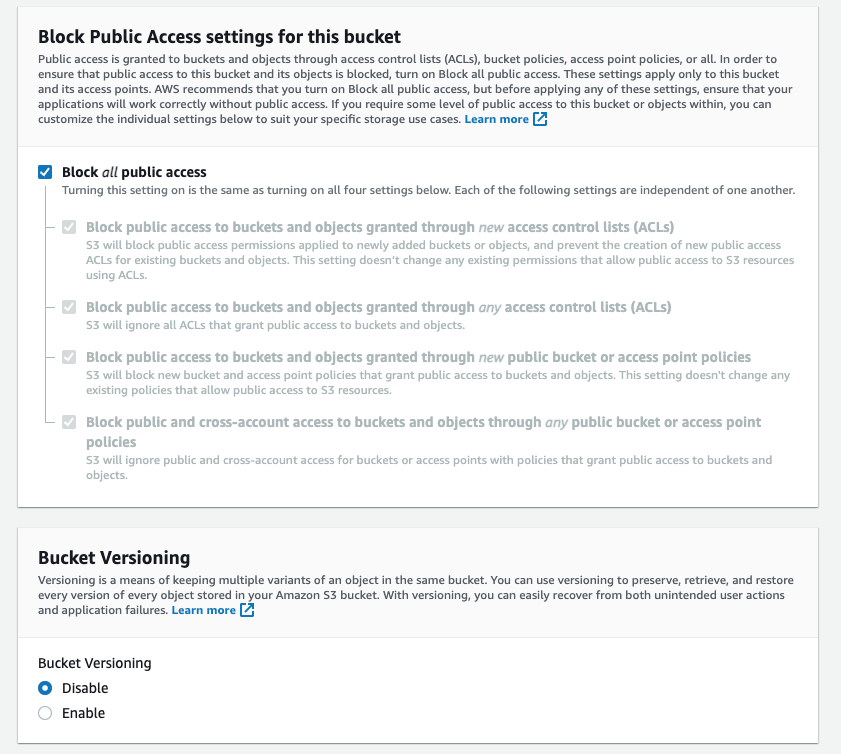 Block Public Access settings for this bucket
Public access is granted to buckets and objects through access control lists (ACLs), bucket policies, access point policies, or all. In order to
ensure that public access to this bucket and its objects is blocked, turn on Block all public access. These settings apply only to this bucket
and its access points. AWS recommends that you turn on Block all public access, but before applying any of these settings, ensure that your
applications will work correctly without public access. If you require some level of public access to this bucket or objects within, you can
customize the individual settings below to suit your specific storage use cases. Learn more
Block all public access
Turning this setting on is the same as turning on all four settings below. Each of the following settings are independent of one another.
Block public access to buckets and objects granted through new access control lists (ACLs)
S3 will block public access permissions applied to newly added buckets or objects, and prevent the creation of new public access
ACLs for existing buckets and objects. This setting doesn't change any existing permissions that allow public access to S3 resources
using ACLs.
Block public access to buckets and objects granted through any access control lists (ACLs)
S3 will ignore all ACLs that grant public access to buckets and objects.
Block public access to buckets and objects granted through new public bucket or access point policies
S3 will block new bucket and access point policies that grant public access to buckets and objects. This setting doesn't change any
existing policies that allow public access to S3 resources.
Block public and cross-account access to buckets and objects through any public bucket or access point
policies
S3 will ignore public and cross-account access for buckets or access points with policies that grant public access to buckets and
objects.
Bucket Versioning
Versioning is a means of keeping multiple variants of an object in the same bucket. You can use versioning to preserve, retrieve, and restore
every version of every object stored in your Amazon S3 bucket. With versioning, you can easily recover from both unintended user actions
and application failures. Learn more
Bucket Versioning
Disable
Enable